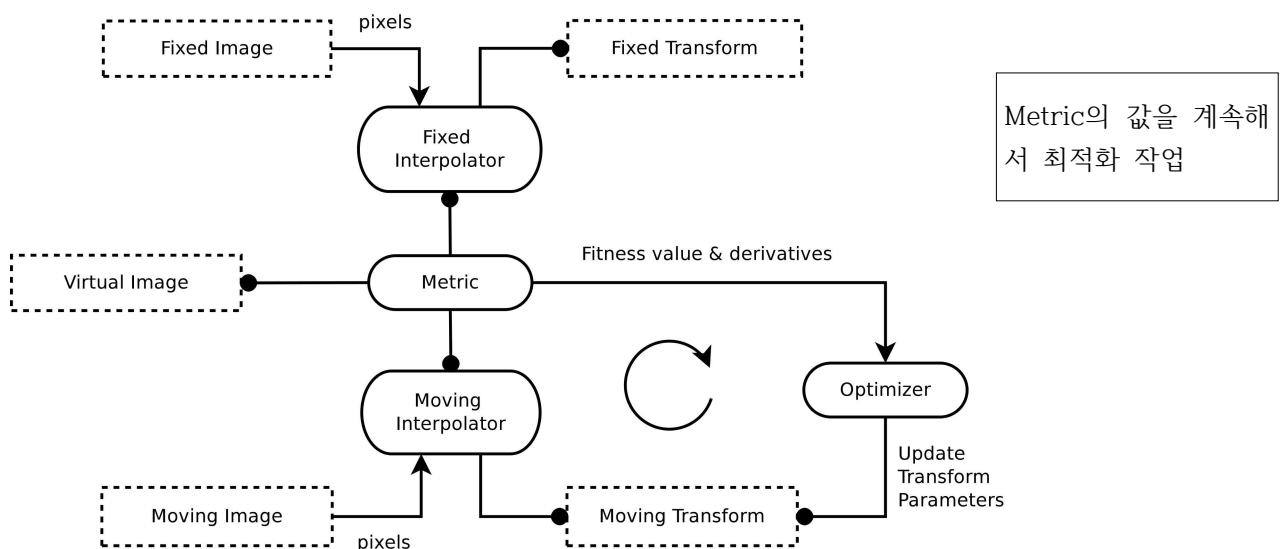 pixels
Fixed Image
Fixed Transform
Fixed
Interpolator
Metric의 값을 계속해
서 최적화 작업
Virtual Image
Metric
Fitness value & derivatives
Moving
Interpolator
Optimizer
Update
Transform
Parameters
Moving Image
Moving Transform
pixels